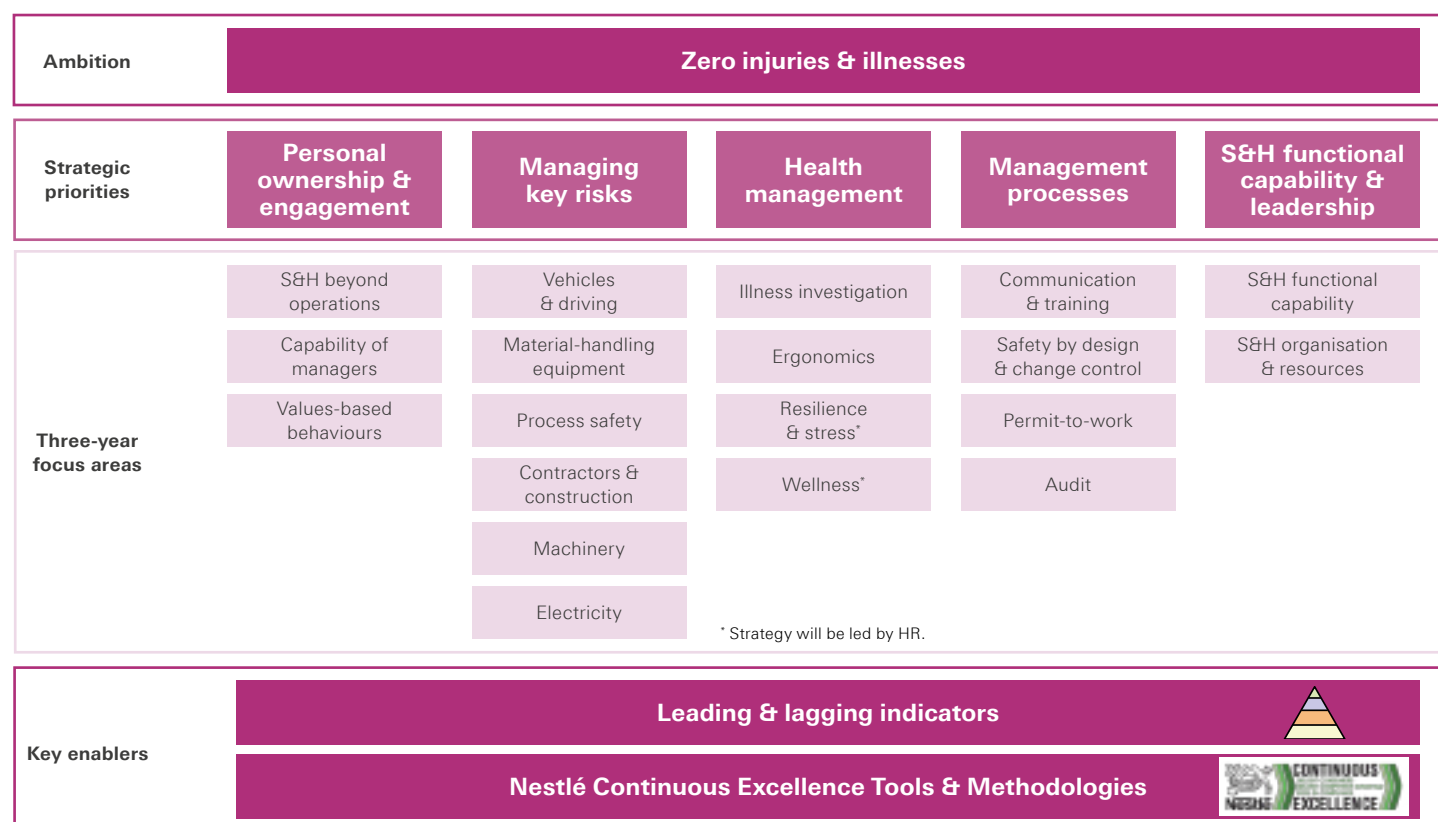 Ambition
Zero injuries & illnesses
Strategic
priorities
Personal
ownership &
engagement
Managing
key risks
Health
management
Management
processes
S&H functional
capability &
leadership
Three-year
focus areas
S&H beyond
operations
Capability of
managers
Values-based
behaviours
Vehicles
& driving
Material-handling
equipment
Process safety
Contractors &
construction
Machinery
Electricity
Illness investigation
Ergonomics
Resilience
& stress*
Wellness*
* Strategy will be led by HR.
Communication
& training
Safety by design
& change control
Permit-to-work
Audit
S&H functional
capability
S&H organisation
& resources
Key enablers
Leading & lagging indicators
Nestlé Continuous Excellence Tools & Methodologies
CONTINUOUS
EXCELLENCE